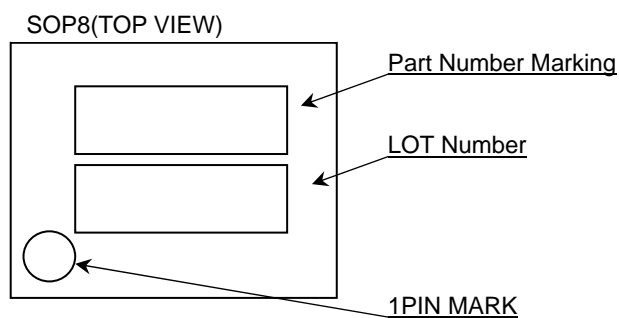 SOP8(TOP VIEW)
Part Number Marking
LOT Number
1PIN MARK